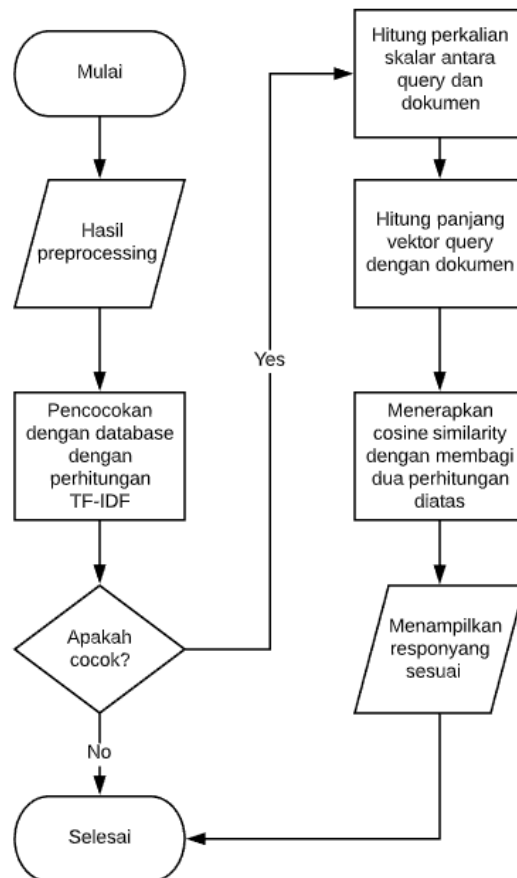 Mulai
Hasil
preprocessing
Pencocokan
dengan database
dengan
perhitungan
TF-IDF
Apakah
cocok?
No
Selesai
Yes
Hitung perkalian
skalar antara
query dan
dokumen
Hitung panjang
vektor query
dengan dokumen
Menerapkan
cosine similarity
dengan membagi
dua perhitungan
diatas
Menampilkan
responyang
sesuai